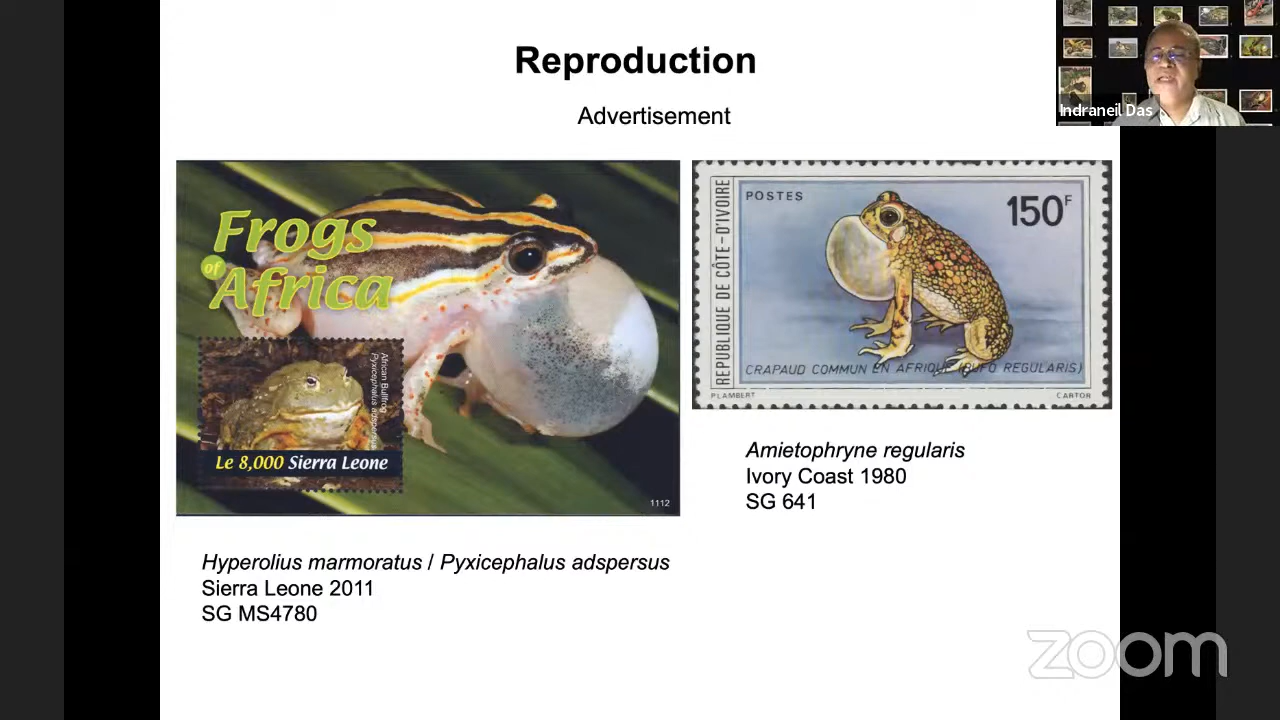 Reproduction
Advertisement
Indraneil Das
Frogs
of
Africa
African Bullfrog
Pyxicephalus adspersus
Le 8,000 Sierra Leone
1112
REPUBLIQUE DE CÔTE-D'IVOIRE
POSTES
150F
CRAPAUD COMMUN EN AFRIQUE (BUFO REGULARIS)
PLAMBERT
CARTOR
Amietophryne regularis
Ivory Coast 1980
SG 641
Hyperolius marmoratus / Pyxicephalus adspersus
Sierra Leone 2011
SG MS4780
zoom